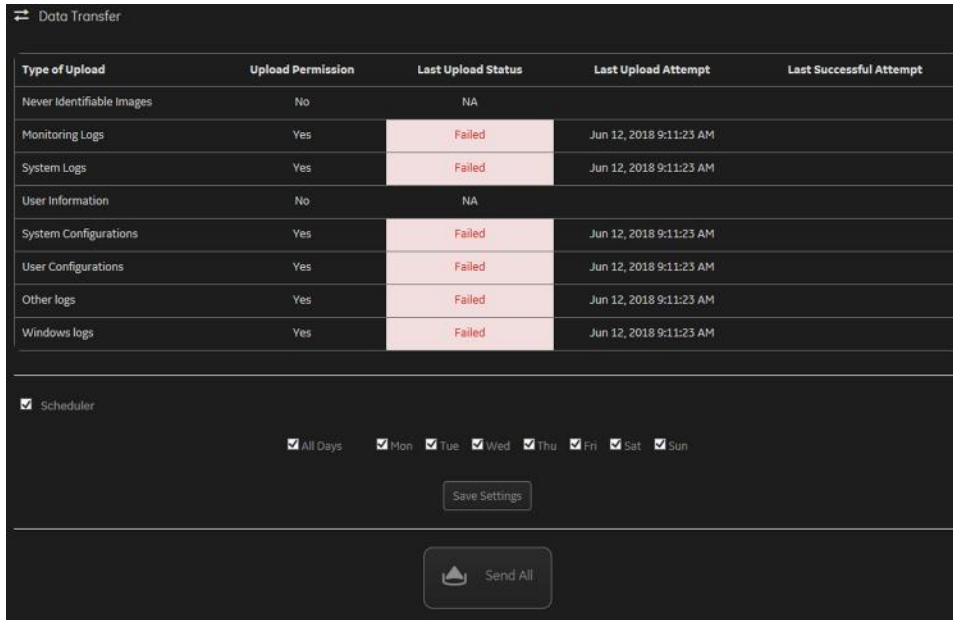 Data Transfer
Type of Upload Upload Permission Last Upload Status Last Upload Attempt Last Successful Attempt
Never Identifiable Images No NA
Monitoring Logs Yes Failed Jun 12, 2018 9:11:23 AM
System Logs Yes Failed Jun 12, 2018 9:11:23 AM
User Information No NA
System Configurations Yes Failed Jun 12, 2018 9:11:23 AM
User Configurations Yes Failed Jun 12, 2018 9:11:23 AM
Other logs Yes Failed Jun 12, 2018 9:11:23 AM
Windows logs Yes Failed Jun 12, 2018 9:11:23 AM
Scheduler
All Days Mon Tue Wed Thu Fri Sat Sun
Save Settings
Send All